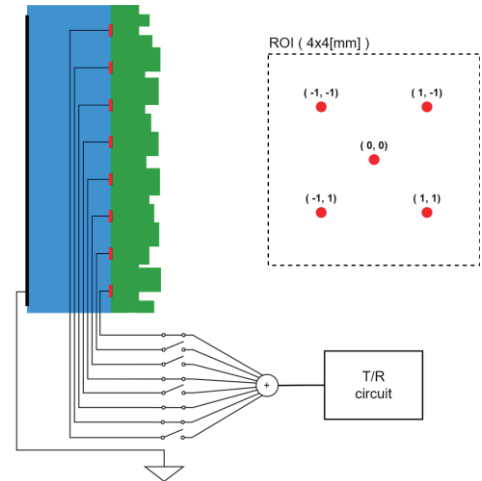 ROI ( 4x4[mm] )
( -1, -1) ( 1, -1)
( 0, 0)
( -1, 1) ( 1, 1)
+
T/R
circuit